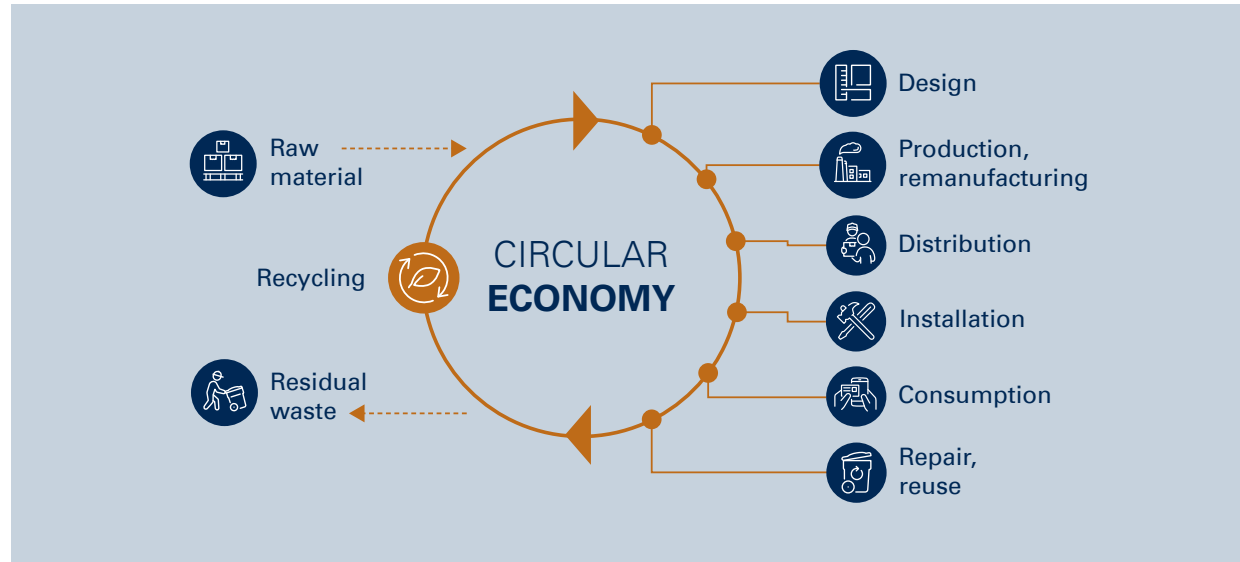 Raw
material
Recycling
Residual
waste
CIRCULAR
ECONOMY
Design
Production,
remanufacturing
Distribution
Installation
Consumption
Repair,
reuse